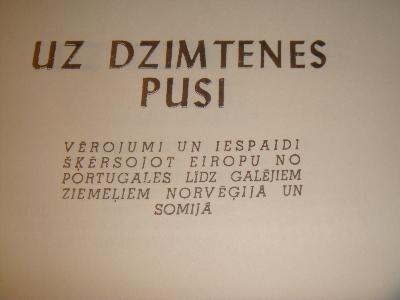 UZ DZIMTENES
PUSI
VĒROJUMI UN IESPAIDI
ŠĶĒRSOJOT EIROPU NO
PORTUGALES LĪDZ GALĒJIEM
ZIEMEĻIEM NORVĒĢIJĀ UN
SOMIJĀ